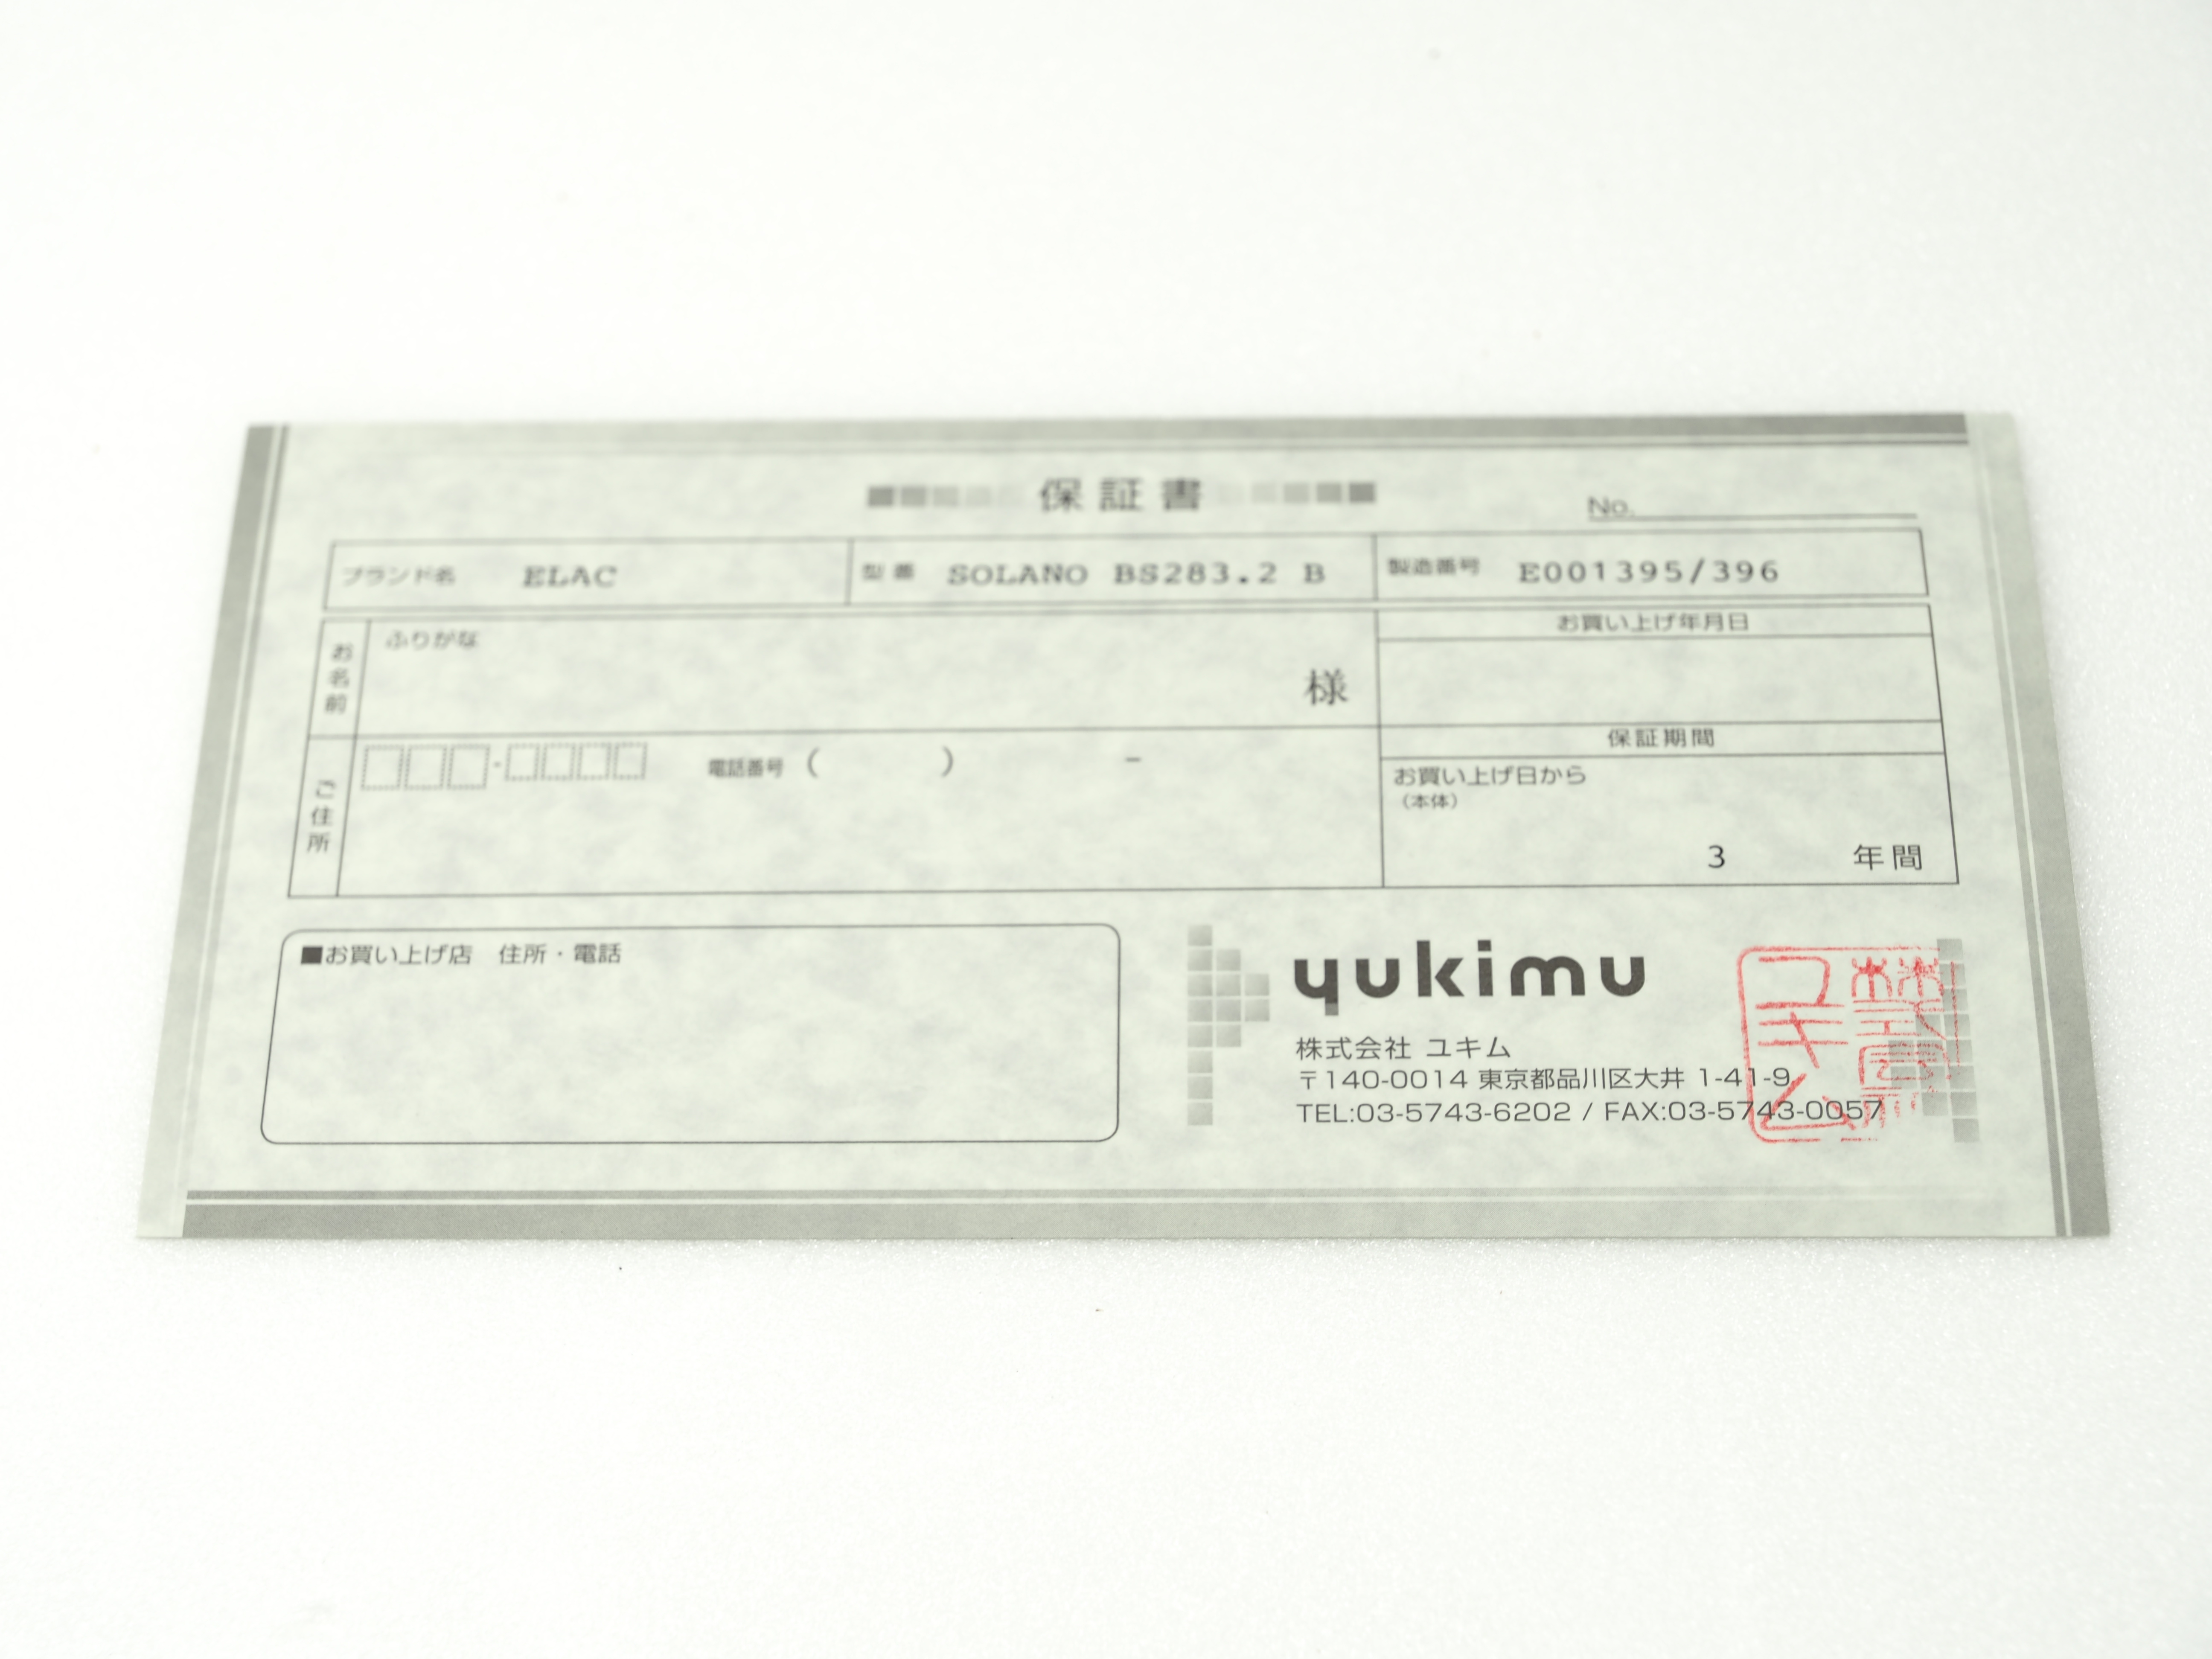 保証書
No.
ブランド名 ELAC 型番 SOLANO BS283.2 B 製造番号 E001395/396
お名前 ふりがな 様
お買い上げ年月日
ご住所 - 電話番号 ( ) -
保証期間
お買い上げ日から
(本体)
3 年間
■お買い上げ店 住所・電話
yukimu
株式会社 ユキム
〒140-0014 東京都品川区大井 1-41-9
TEL:03-5743-6202 / FAX:03-5743-0057
ユキム